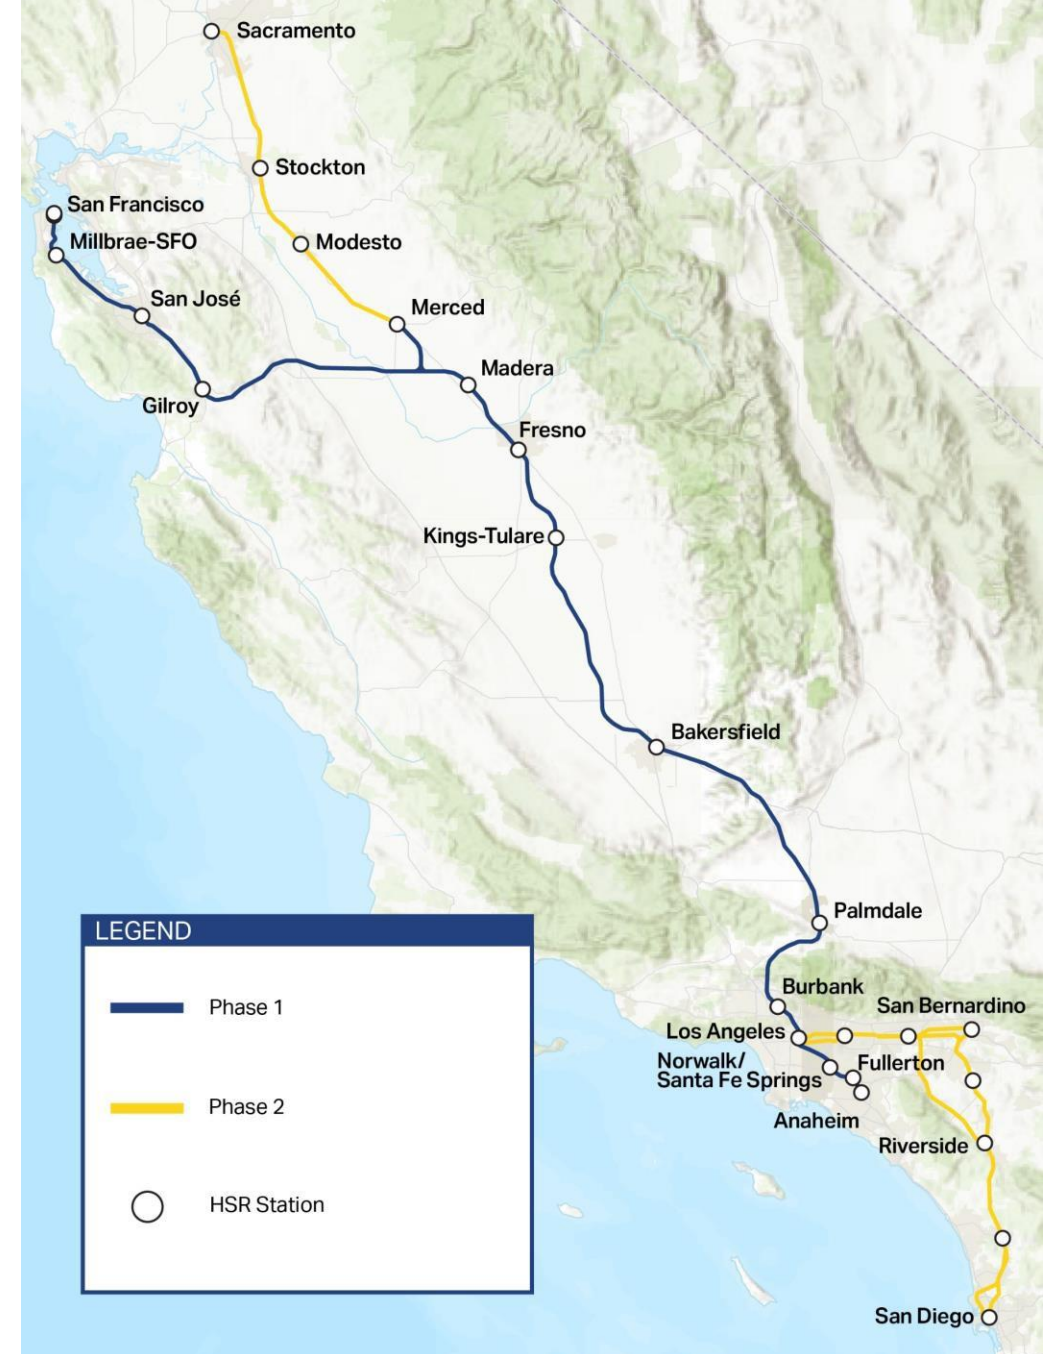 Sacramento
Stockton
San Francisco
Modesto
Millbrae-SFO
San José
Merced
Madera
Gilroy
Fresno
Kings-Tulare
Bakersfield
Palmdale
LEGEND
Phase 1
Phase 2
HSR Station
Burbank
San Bernardino
Los Angeles
Norwalk/
Santa Fe Springs
Fullerton
Anaheim
Riverside
San Diego